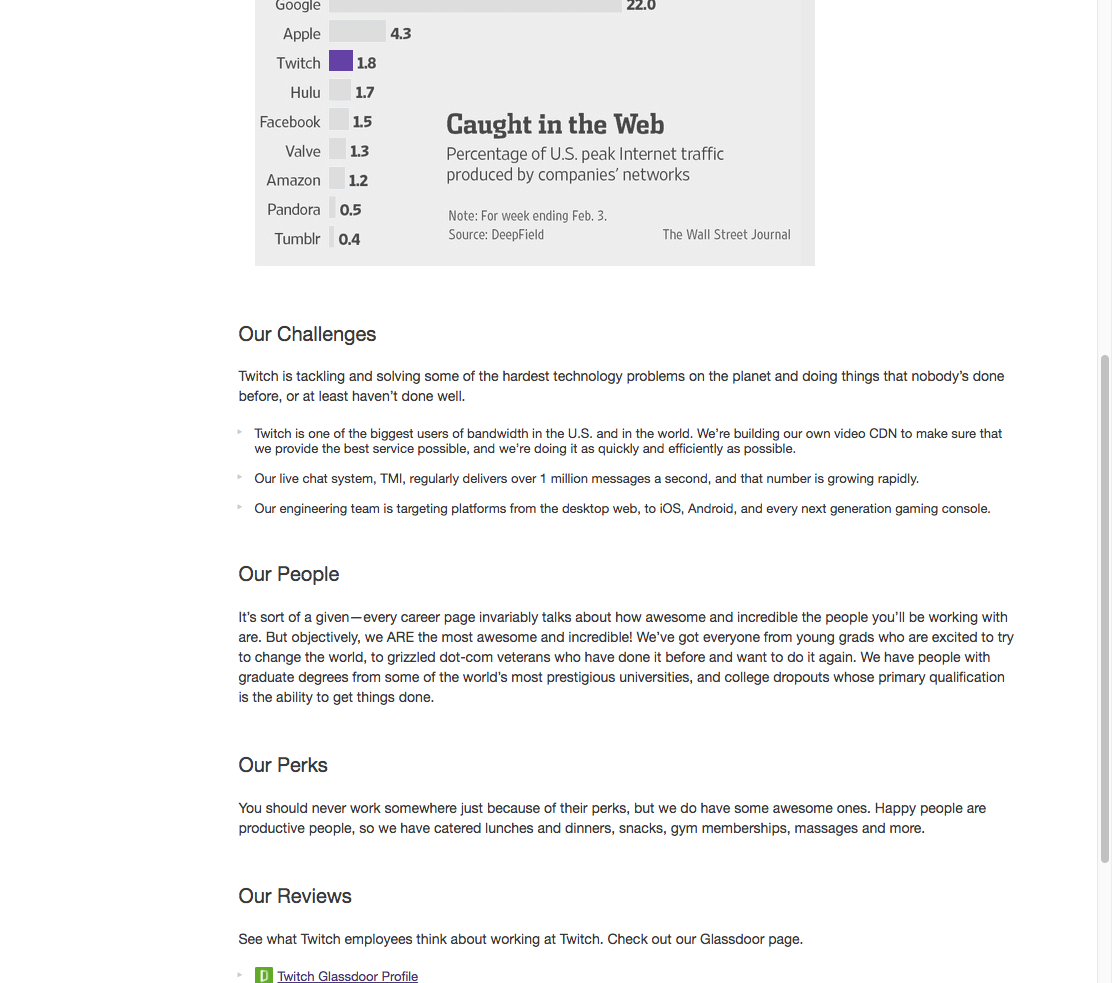 Google 22.0
Apple 4.3
Twitch 1.8
Hulu 1.7
Facebook 1.5
Valve 1.3
Amazon 1.2
Pandora 0.5
Tumblr 0.4
Caught in the Web
Percentage of U.S. peak Internet traffic
produced by companies' networks
Note: For week ending Feb. 3.
Source: DeepField The Wall Street Journal
Our Challenges
Twitch is tackling and solving some of the hardest technology problems on the planet and doing things that nobody’s done
before, or at least haven’t done well.
Twitch is one of the biggest users of bandwidth in the U.S. and in the world. We’re building our own video CDN to make sure that
we provide the best service possible, and we’re doing it as quickly and efficiently as possible.
Our live chat system, TMI, regularly delivers over 1 million messages a second, and that number is growing rapidly.
Our engineering team is targeting platforms from the desktop web, to iOS, Android, and every next generation gaming console.
Our People
It’s sort of a given—every career page invariably talks about how awesome and incredible the people you’ll be working with
are. But objectively, we ARE the most awesome and incredible! We’ve got everyone from young grads who are excited to try
to change the world, to grizzled dot-com veterans who have done it before and want to do it again. We have people with
graduate degrees from some of the world’s most prestigious universities, and college dropouts whose primary qualification
is the ability to get things done.
Our Perks
You should never work somewhere just because of their perks, but we do have some awesome ones. Happy people are
productive people, so we have catered lunches and dinners, snacks, gym memberships, massages and more.
Our Reviews
See what Twitch employees think about working at Twitch. Check out our Glassdoor page.
Twitch Glassdoor Profile